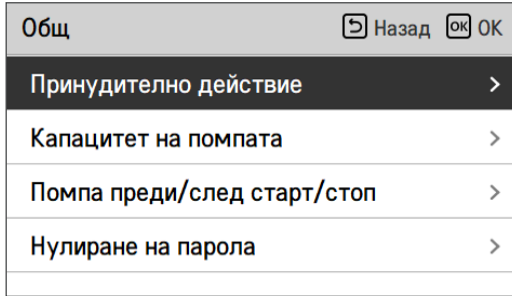 Общ Назад OK OK
Принудително действие
Капацитет на помпата
Помпа преди/след старт/стоп
Нулиране на парола